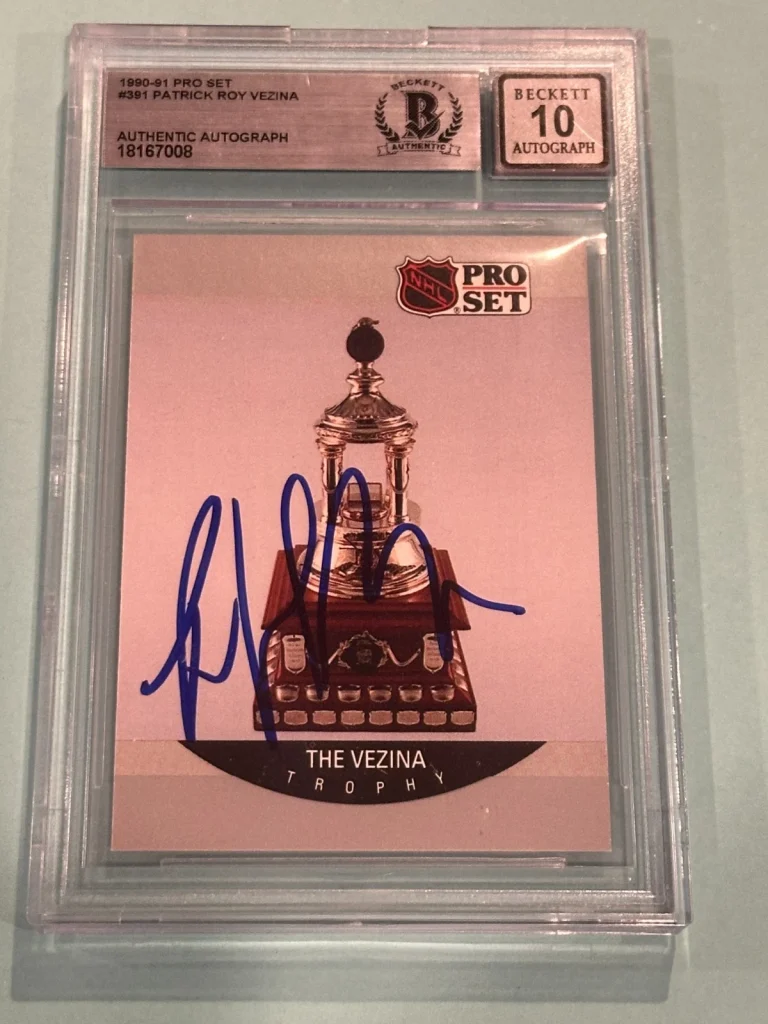 1990-91 PRO SET
#391 PATRICK ROY VEZINA
AUTHENTIC AUTOGRAPH
18167008
BECKETT
B
AUTHENTIC
BECKETT
10
AUTOGRAPH
NHL
®
PRO
SET
THE VEZINA
TROPHY